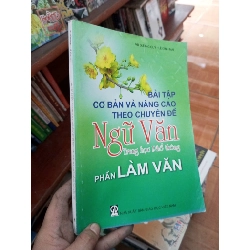 BÀI TẬP
CƠ BẢN VÀ NÂNG CAO
THEO CHUYÊN ĐỀ
Ngữ Văn
trung học Phổ thông
PHẦN LÀM VĂN